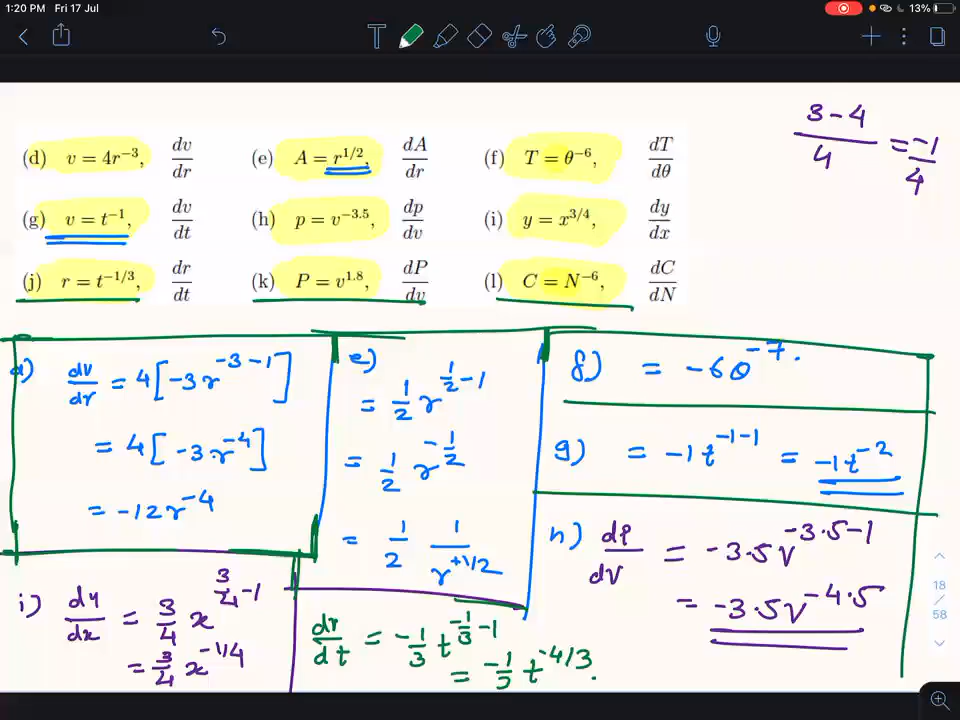 1:20 PM Fri 17 Jul
13%
3-4/4 = -1/4
(d) v = 4r^-3, dv/dr (e) A = r^1/2, dA/dr (f) T = θ^-6, dT/dθ
(g) v = t^-1, dv/dt (h) p = v^-3.5, dp/dv (i) y = x^3/4, dy/dx
(j) r = t^-1/3, dr/dt (k) P = v^1.8, dP/dv (l) C = N^-6, dC/dN
d) dv/dr = 4[-3r^-3-1]
= 4[-3·r^-4]
= -12r^-4
e)
= 1/2 r^1/2-1
= 1/2 r^-1/2
= 1/2 1/r^+1/2
f) = -6θ^-7.
g) = -1t^-1-1 = -1t^-2
h) dp/dv = -3.5v^-3.5-1
= -3.5v^-4.5
i) dy/dx = 3/4 x^3/4-1
= 3/4 x^-1/4
dr/dt = -1/3 t^-1/3-1
= -1/3 t^-4/3.
18
/
58